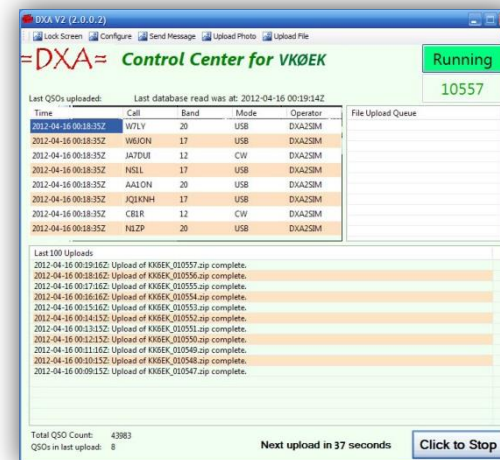 DXA V2 (2.0.0.2)
Lock Screen Configure Send Message Upload Photo Upload File
=DXA= Control Center for VKØEK
Running
10557
Last QSOs uploaded: Last database read was at: 2012-04-16 00:19:14Z
Time Call Band Mode Operator
File Upload Queue
2012-04-16 00:18:35Z W7LY 20 USB DXA2SIM
2012-04-16 00:18:35Z W6JON 17 USB DXA2SIM
2012-04-16 00:18:35Z JA7DUI 12 CW DXA2SIM
2012-04-16 00:18:35Z NS1L 17 USB DXA2SIM
2012-04-16 00:18:35Z AA1ON 20 USB DXA2SIM
2012-04-16 00:18:35Z JQ1KNH 17 USB DXA2SIM
2012-04-16 00:18:35Z CB1R 12 CW DXA2SIM
2012-04-16 00:18:35Z N1ZP 20 USB DXA2SIM
Last 100 Uploads
2012-04-16 00:19:16Z: Upload of KK6EK_010557.zip complete.
2012-04-16 00:18:16Z: Upload of KK6EK_010556.zip complete.
2012-04-16 00:17:16Z: Upload of KK6EK_010555.zip complete.
2012-04-16 00:16:16Z: Upload of KK6EK_010554.zip complete.
2012-04-16 00:15:16Z: Upload of KK6EK_010553.zip complete.
2012-04-16 00:14:15Z: Upload of KK6EK_010552.zip complete.
2012-04-16 00:13:15Z: Upload of KK6EK_010551.zip complete.
2012-04-16 00:12:15Z: Upload of KK6EK_010550.zip complete.
2012-04-16 00:11:16Z: Upload of KK6EK_010549.zip complete.
2012-04-16 00:10:15Z: Upload of KK6EK_010548.zip complete.
2012-04-16 00:09:15Z: Upload of KK6EK_010547.zip complete.
Total QSO Count: 43983
QSOs in last upload: 8
Next upload in 37 seconds
Click to Stop